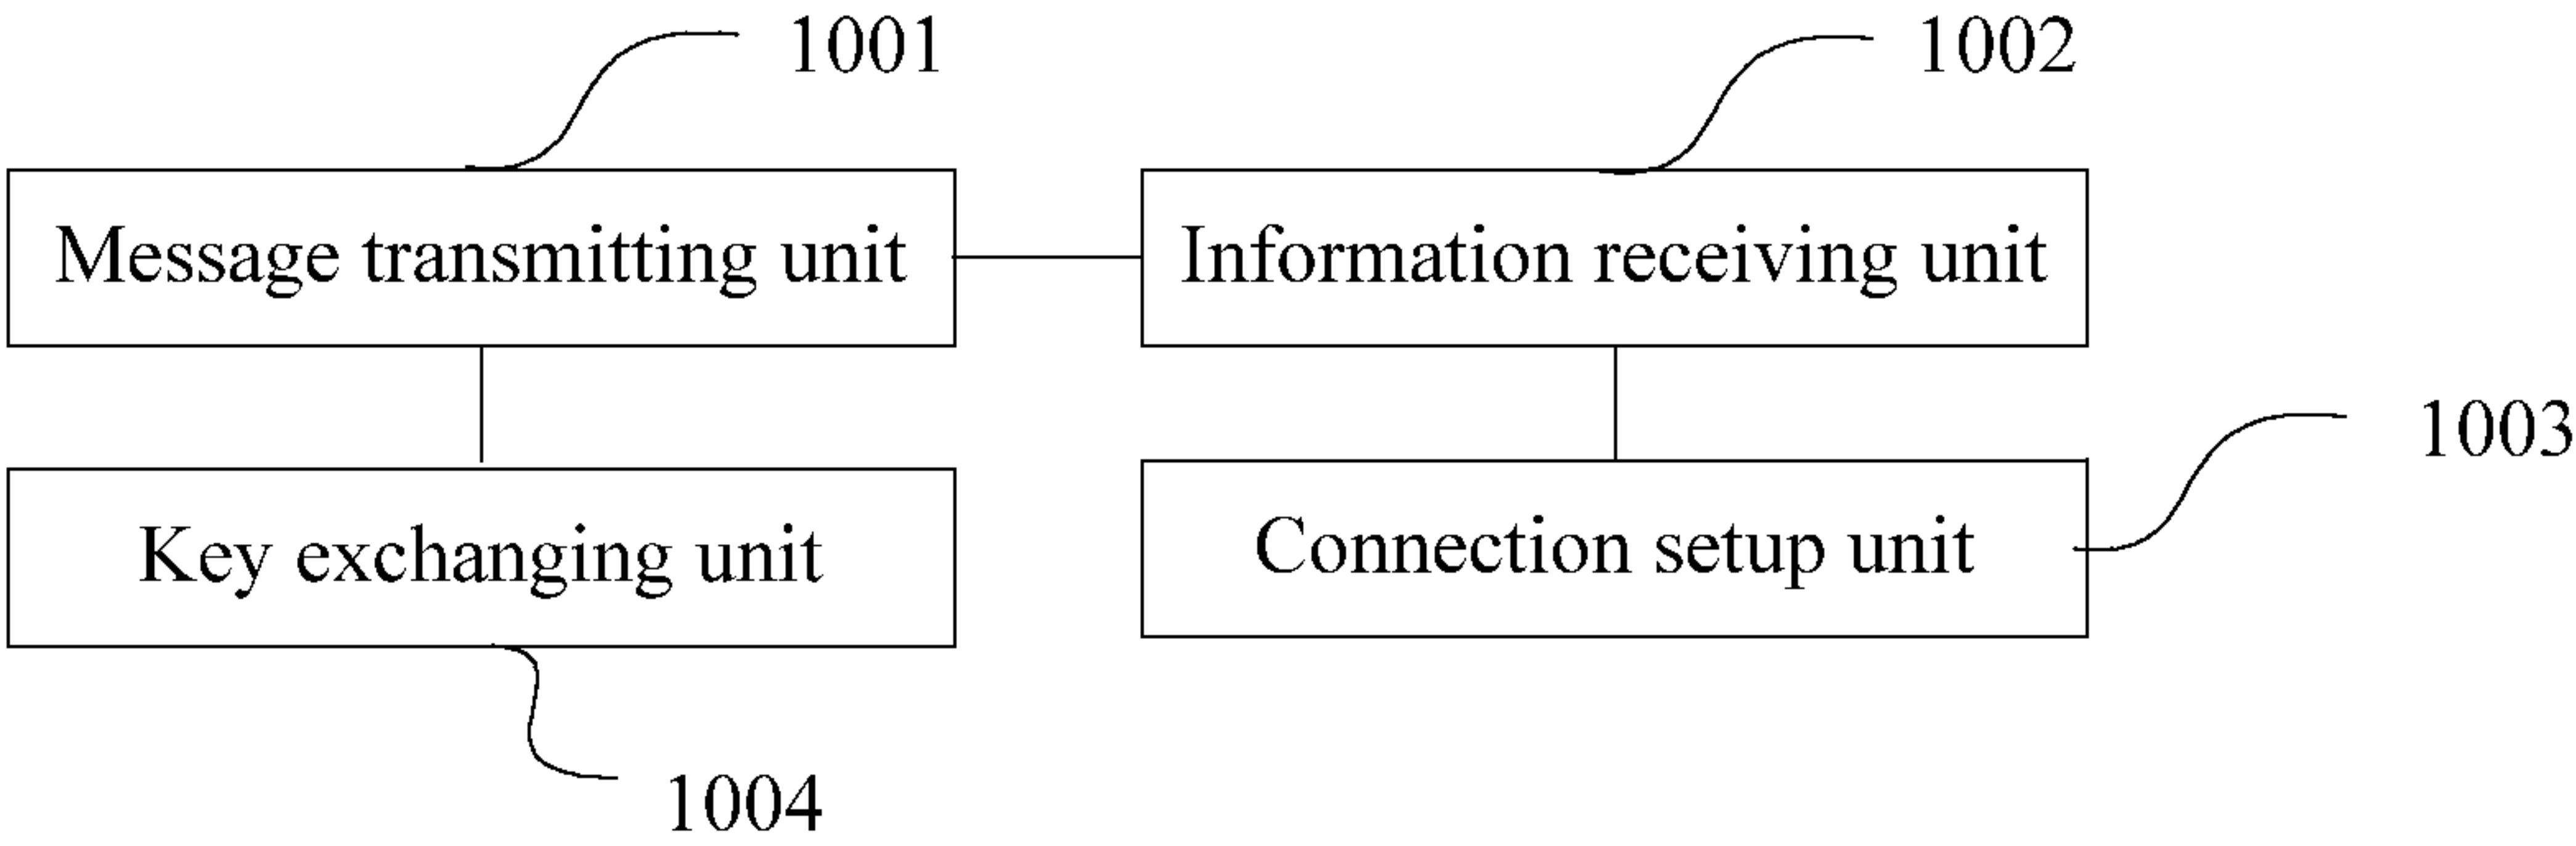 1001
1002
Message transmitting unit
Information receiving unit
1003
Key exchanging unit
Connection setup unit
1004